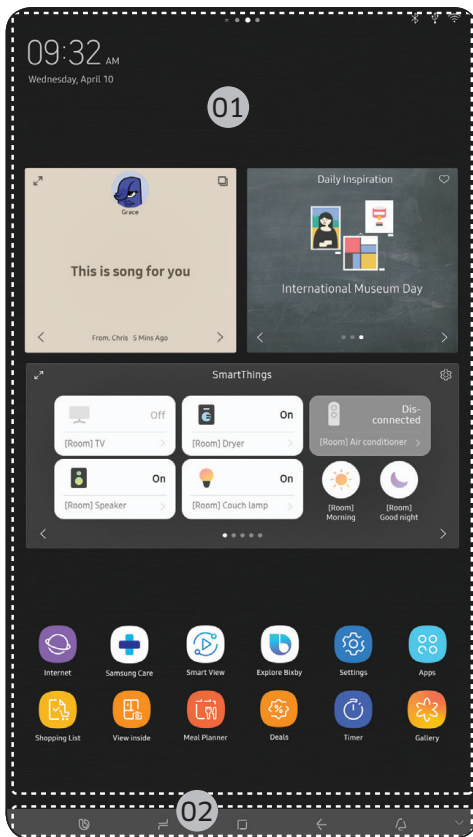 09:32 AM
Wednesday, April 10
01
Grace
This is song for you
From. Chris 5 Mins Ago
Daily Inspiration
International Museum Day
SmartThings
Off
[Room] TV
On
[Room] Dryer
Dis-
connected
[Room] Air conditioner
On
[Room] Speaker
On
[Room] Couch lamp
[Room]
Morning
[Room]
Good night
Internet
Samsung Care
Smart View
Explore Bixby
Settings
Apps
Shopping List
View inside
Meal Planner
Deals
Timer
Gallery
02